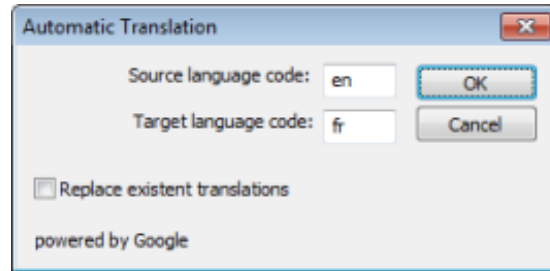 Automatic Translation
Source language code: en OK
Target language code: fr Cancel
Replace existent translations
powered by Google